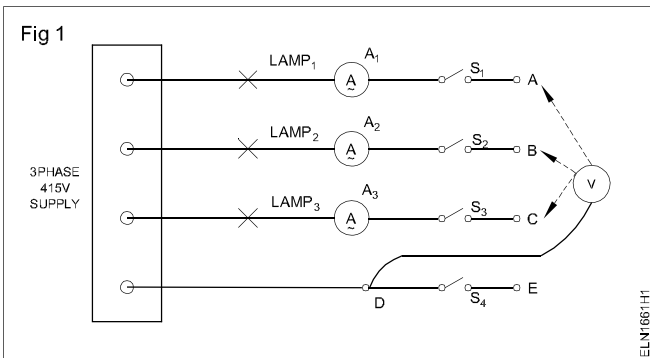 Fig 1
3PHASE
415V
SUPPLY
LAMP₁
A₁
A
~
S₁
A
LAMP₂
A₂
A
~
S₂
B
LAMP₃
A₃
A
~
S₃
C
V
D
S₄
E
ELN1661H1